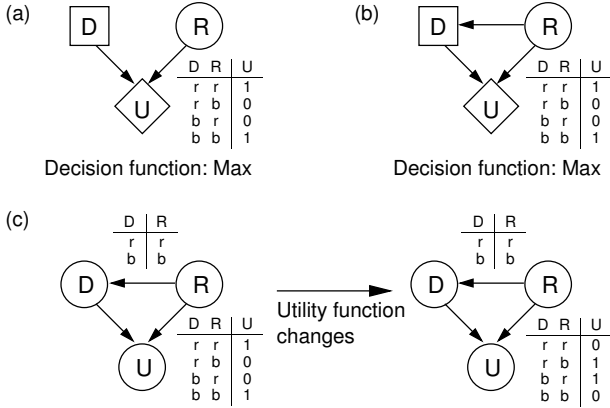 (a)
D
R
U
D R U
r r 1
r b 0
b r 0
b b 1
Decision function: Max
(b)
D
R
U
D R U
r r 1
r b 0
b r 0
b b 1
Decision function: Max
(c)
D R
r r
b b
D
R
U
D R U
r r 1
r b 0
b r 0
b b 1
Utility function
changes
D R
r r
b b
D
R
U
D R U
r r 0
r b 1
b r 1
b b 0